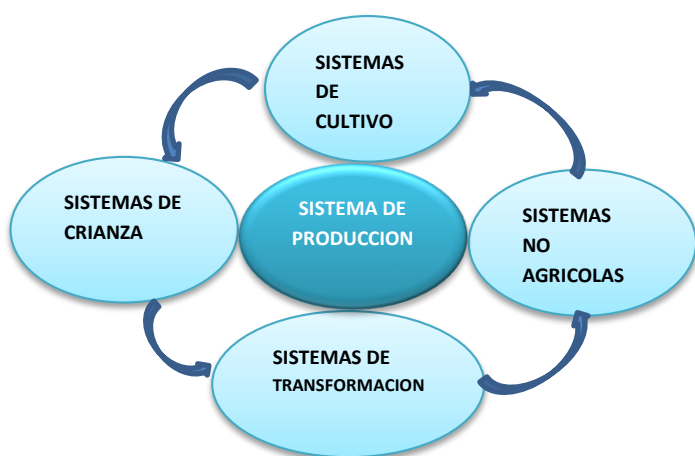 SISTEMAS
DE
CULTIVO
SISTEMAS DE
CRIANZA
SISTEMA DE
PRODUCCION
SISTEMAS
NO
AGRICOLAS
SISTEMAS DE
TRANSFORMACION